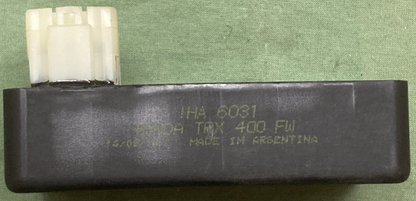 IHA 6031
HONDA TRX 400 FW
MADE IN ARGENTINA